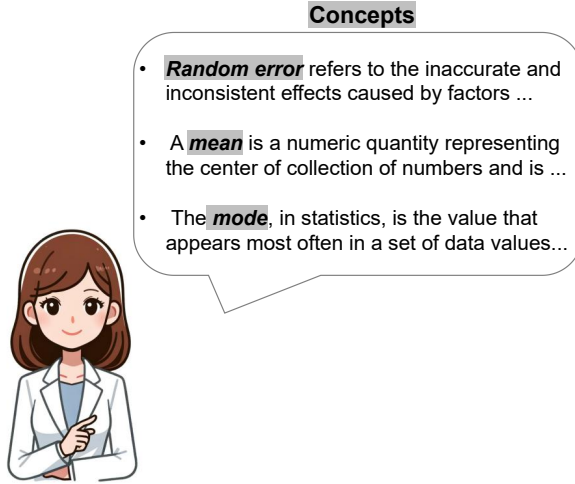 Concepts
• Random error refers to the inaccurate and
inconsistent effects caused by factors ...
• A mean is a numeric quantity representing
the center of collection of numbers and is ...
• The mode, in statistics, is the value that
appears most often in a set of data values...